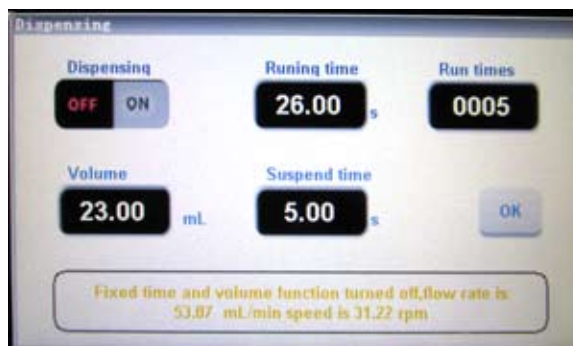 Dispensing
Dispensing Runing time Run times
OFF ON 26.00 s 0005
Volume Suspend time
23.00 mL 5.00 s OK
Fixed time and volume function turned off,flow rate is
53.07 mL/min speed is 31.22 rpm